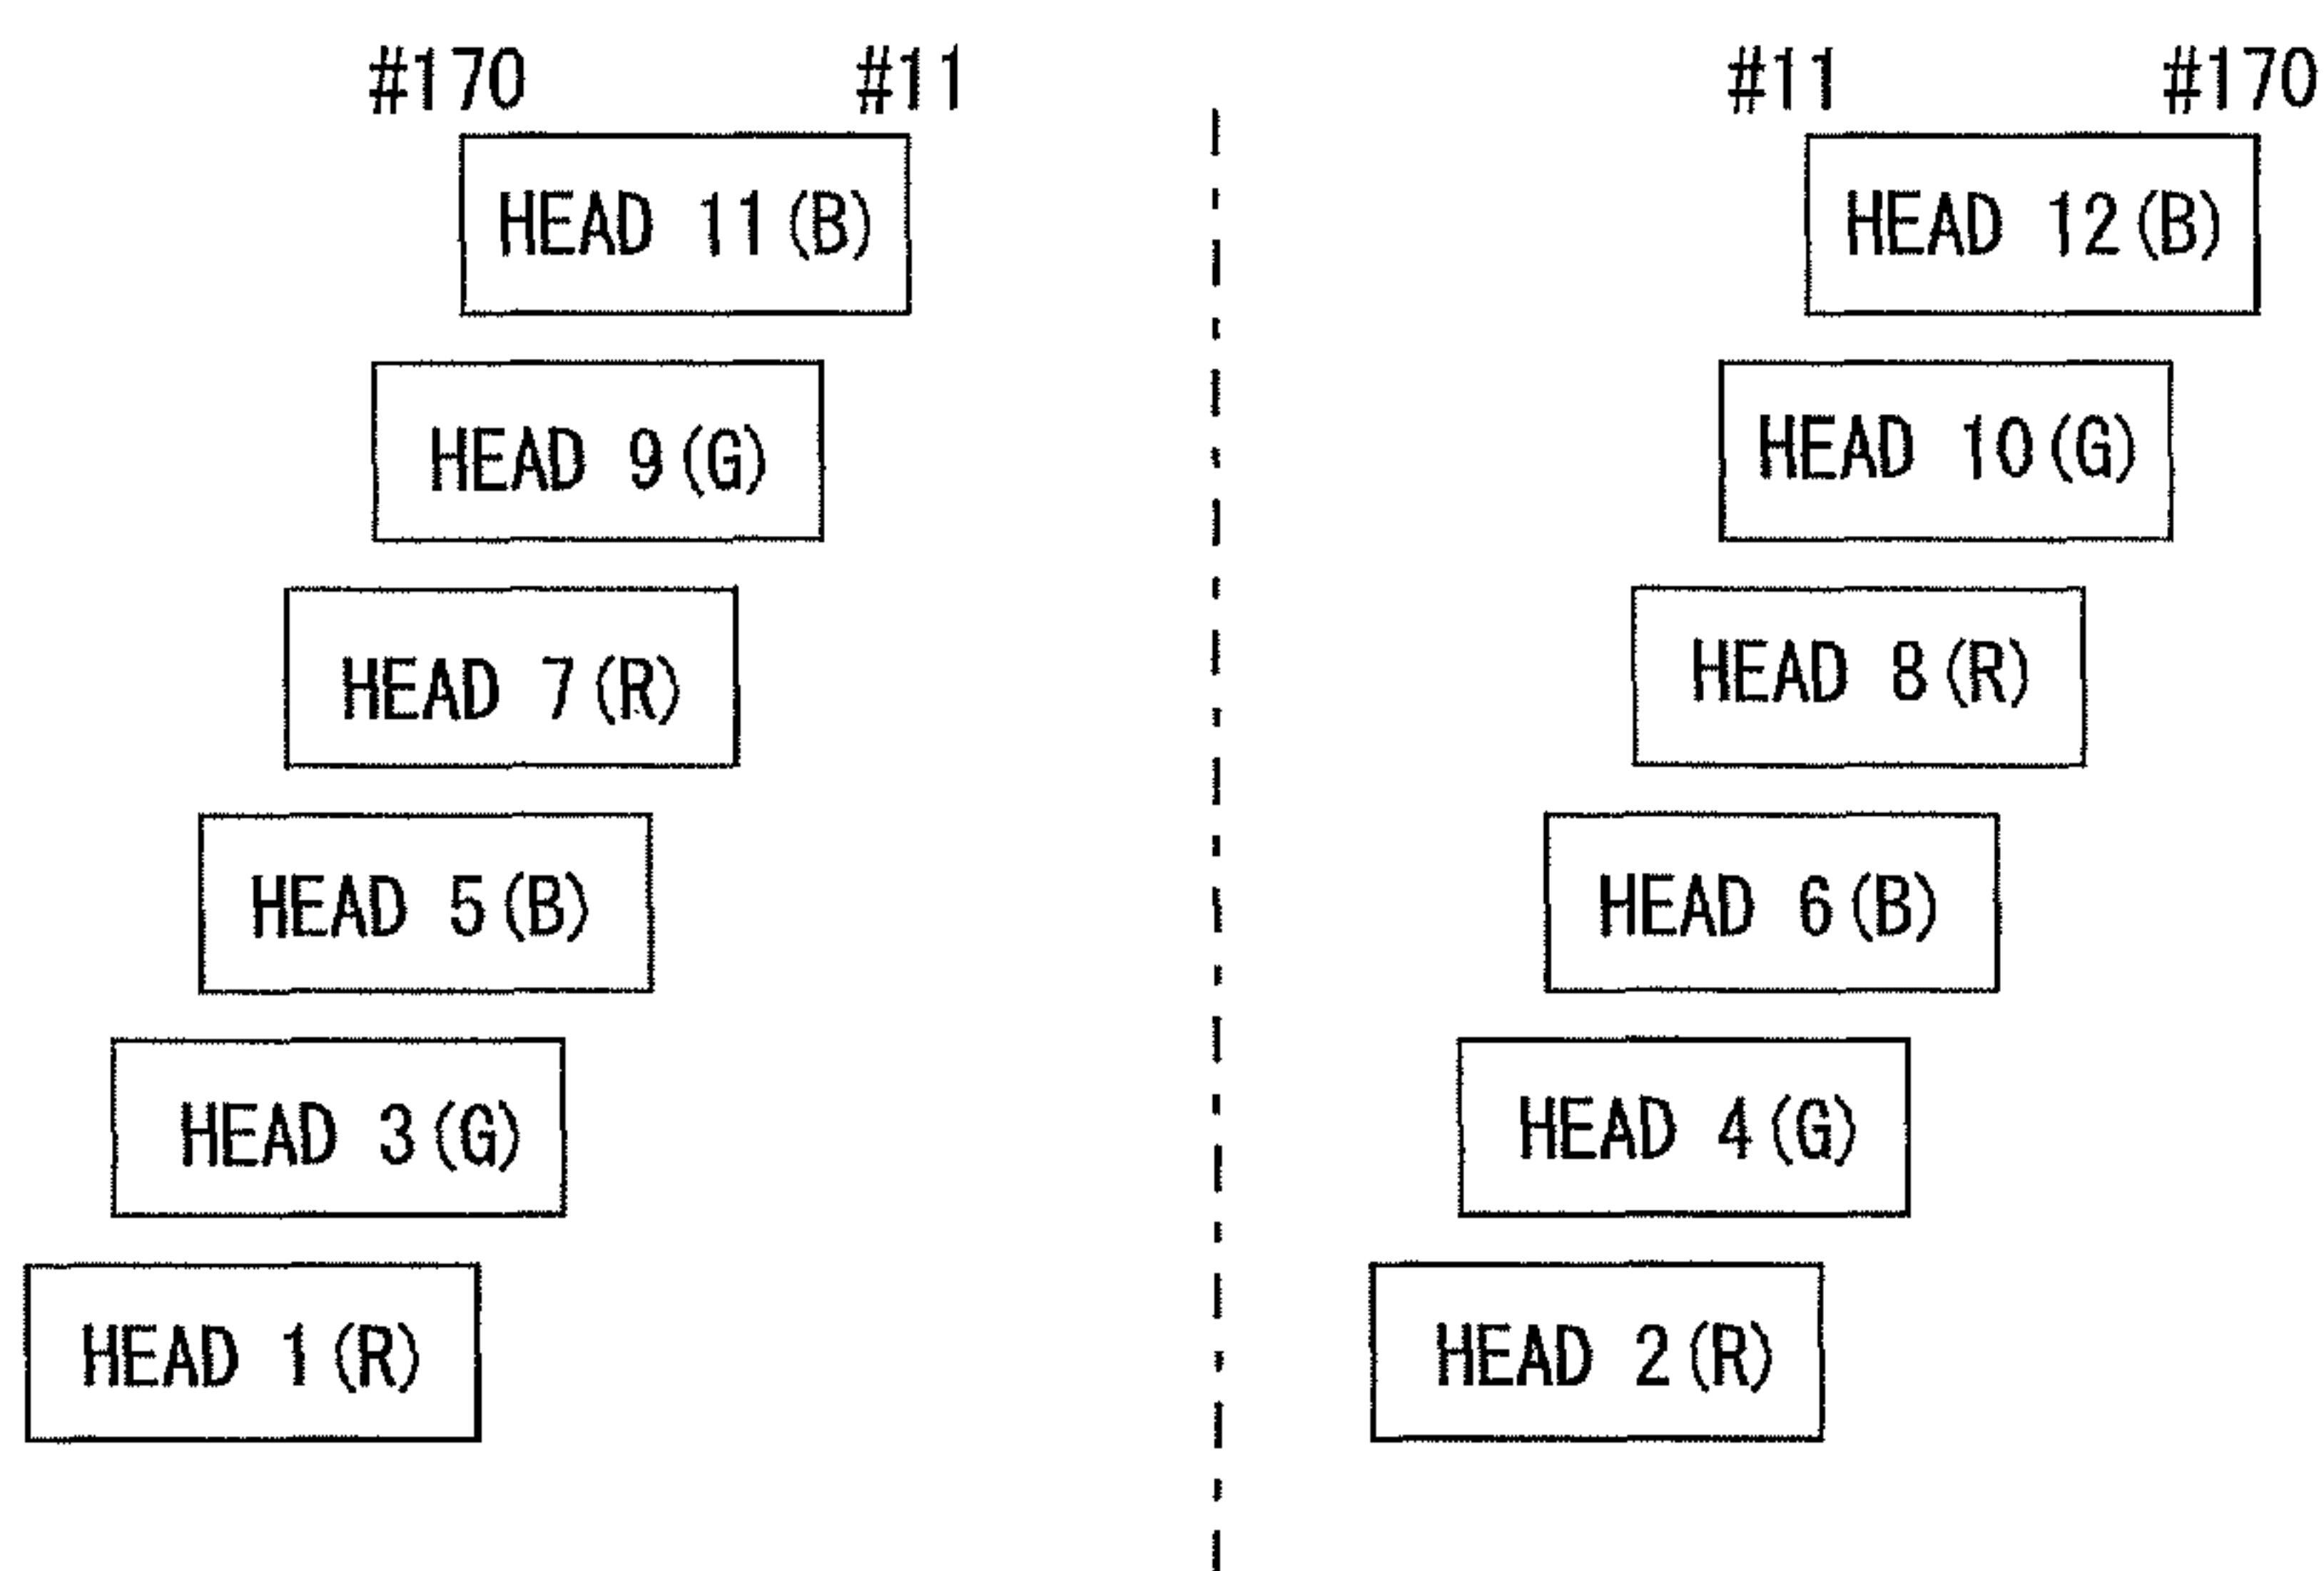 #170 #11 #11 #170
HEAD 11(B) HEAD 12(B)
HEAD 9(G) HEAD 10(G)
HEAD 7(R) HEAD 8(R)
HEAD 5(B) HEAD 6(B)
HEAD 3(G) HEAD 4(G)
HEAD 1(R) HEAD 2(R)